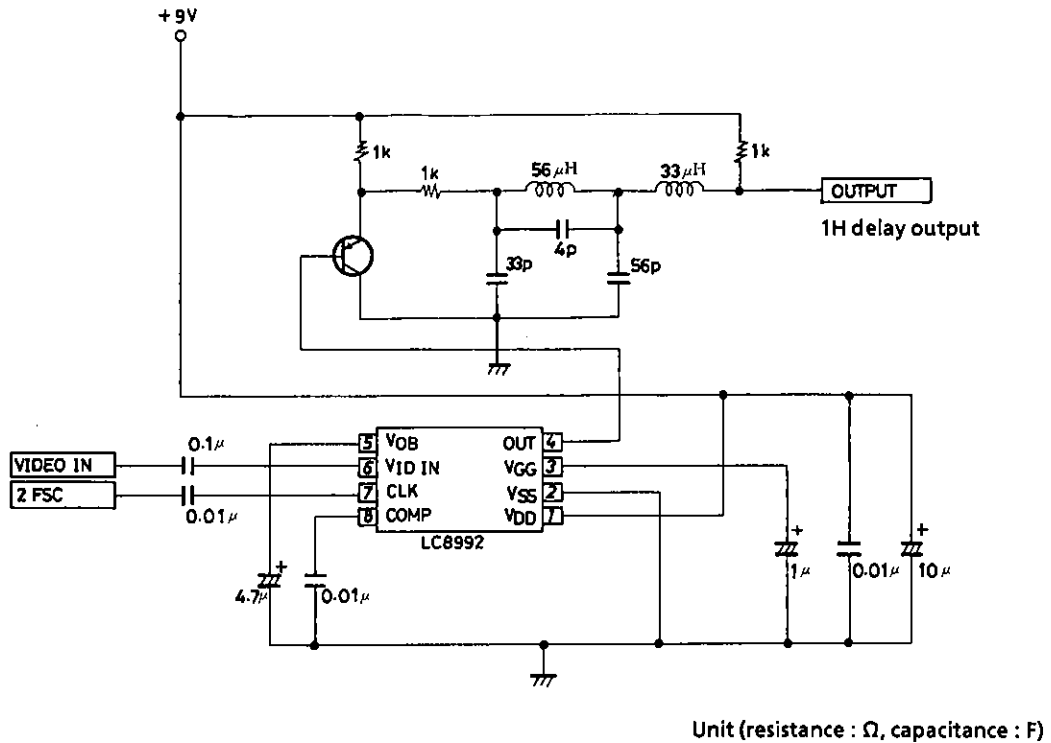 +9V
1k
1k
1k
56μH
33μH
OUTPUT
1H delay output
4p
33p
56p
VIDEO IN
0.1μ
2 FSC
0.01μ
5 VOB
6 VID IN
7 CLK
8 COMP
OUT 4
VGG 3
VSS 2
VDD 1
LC8992
+
4.7μ
0.01μ
+
1μ
0.01μ
+
10μ
Unit (resistance : Ω, capacitance : F)